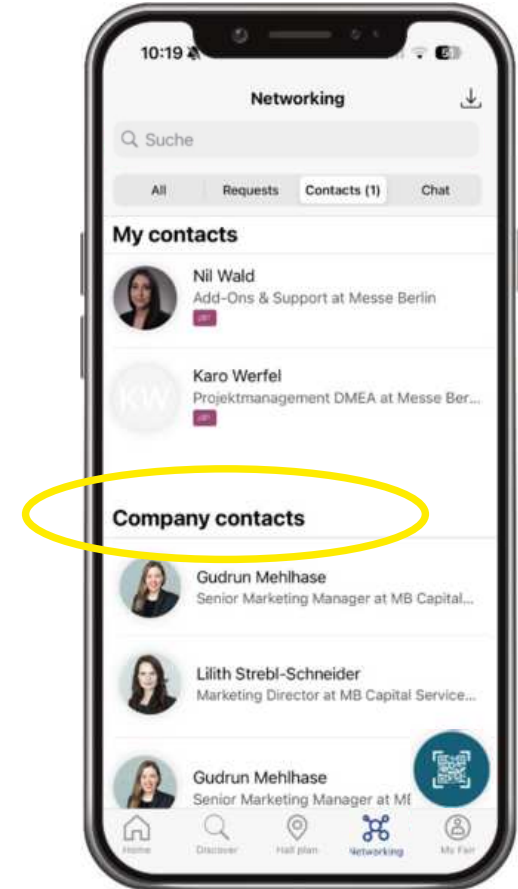 10:19
Networking
Suche
All Requests Contacts (1) Chat
My contacts
Nil Wald
Add-Ons & Support at Messe Berlin
KW
Karo Werfel
Projektmanagement DMEA at Messe Ber...
Company contacts
Gudrun Mehlhase
Senior Marketing Manager at MB Capital...
Lilith Strebl-Schneider
Marketing Director at MB Capital Service...
Gudrun Mehlhase
Senior Marketing Manager at ME
Home Discover Hall plan Networking My Fair